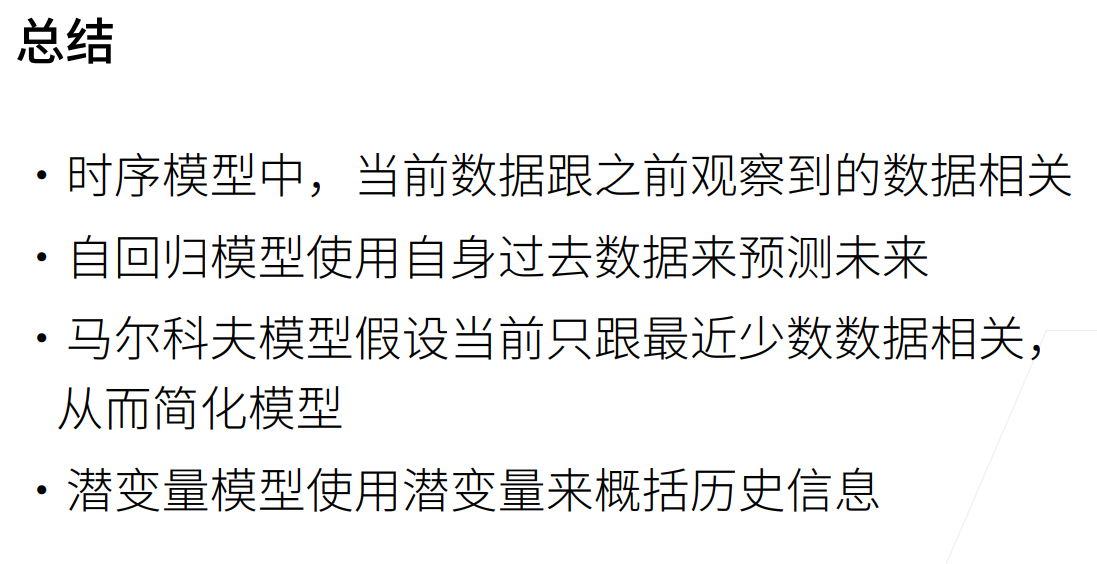 总结
• 时序模型中，当前数据跟之前观察到的数据相关
• 自回归模型使用自身过去数据来预测未来
• 马尔科夫模型假设当前只跟最近少数数据相关，
从而简化模型
• 潜变量模型使用潜变量来概括历史信息